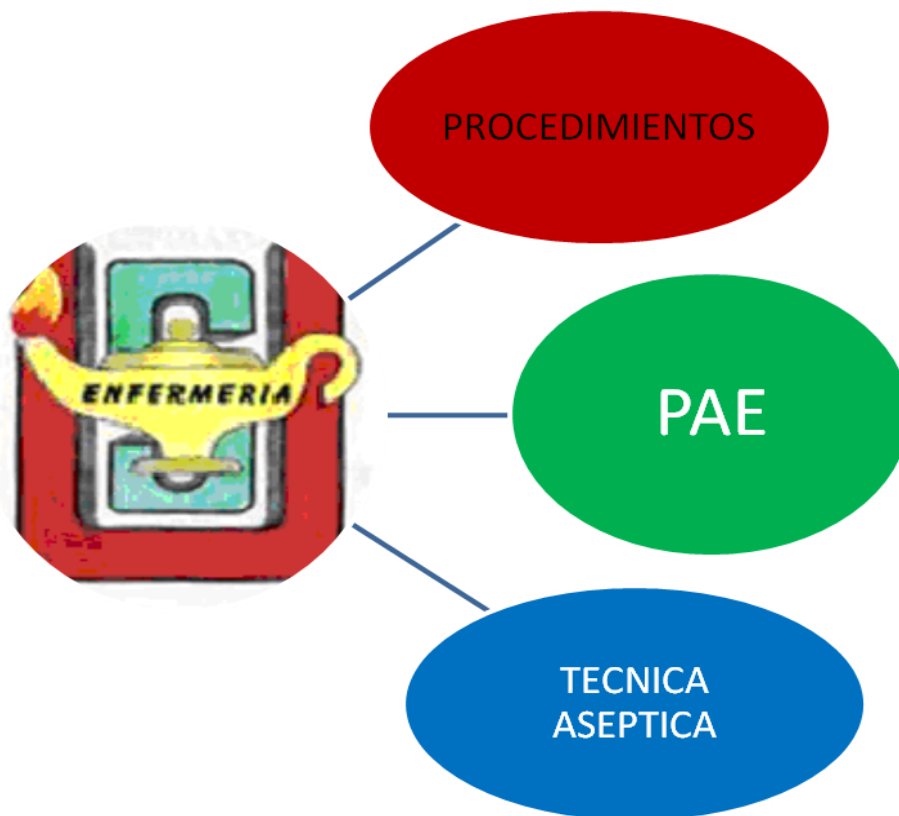 PROCEDIMIENTOS
ENFERMERIA
PAE
TECNICA
ASEPTICA